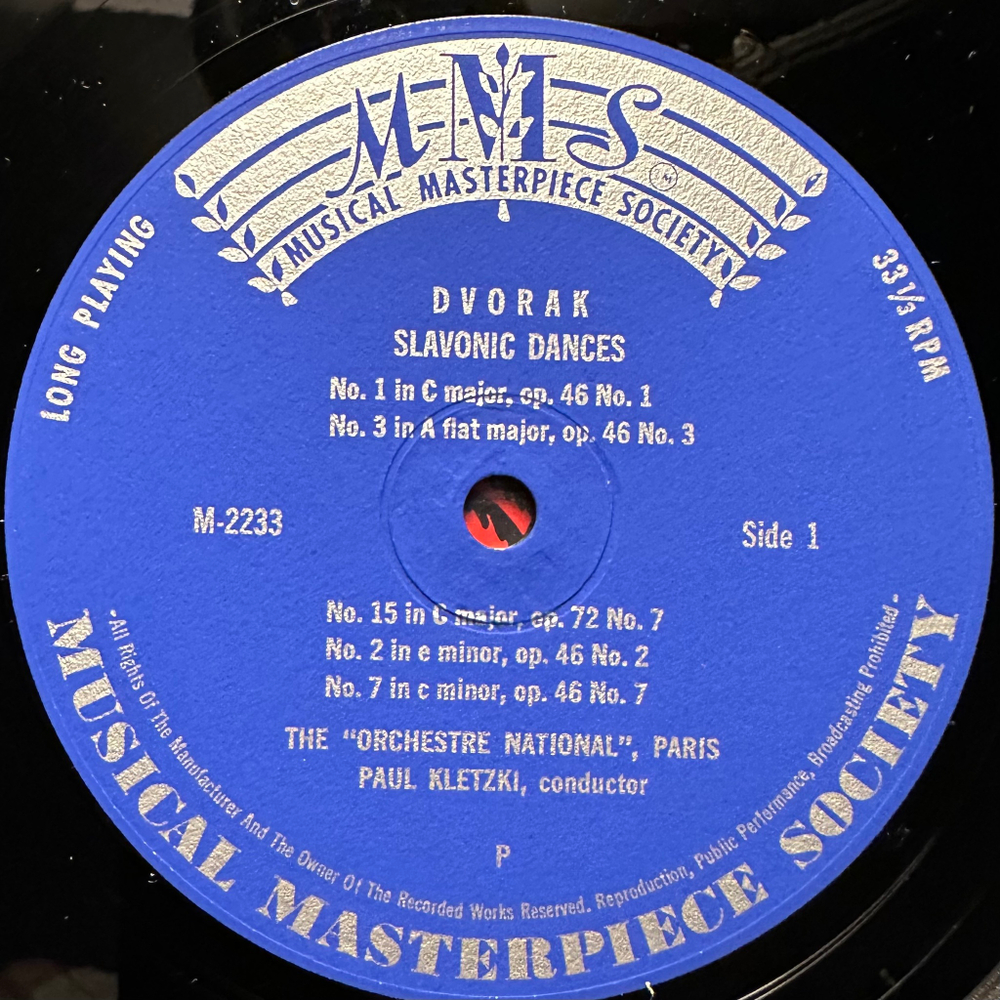 MMS
MUSICAL MASTERPIECE SOCIETY
LONG PLAYING
33 1/3 RPM
DVORAK
SLAVONIC DANCES
No. 1 in C major, op. 46 No. 1
No. 3 in A flat major, op. 46 No. 3
M-2233
Side 1
No. 15 in C major, op. 72 No. 7
No. 2 in e minor, op. 46 No. 2
No. 7 in c minor, op. 46 No. 7
THE “ORCHESTRE NATIONAL”, PARIS
PAUL KLETZKI, conductor
P
-All Rights Of The Manufacturer And The Owner Of The Recorded Works Reserved. Reproduction, Public Performance, Broadcasting Prohibited-
MUSICAL MASTERPIECE SOCIETY